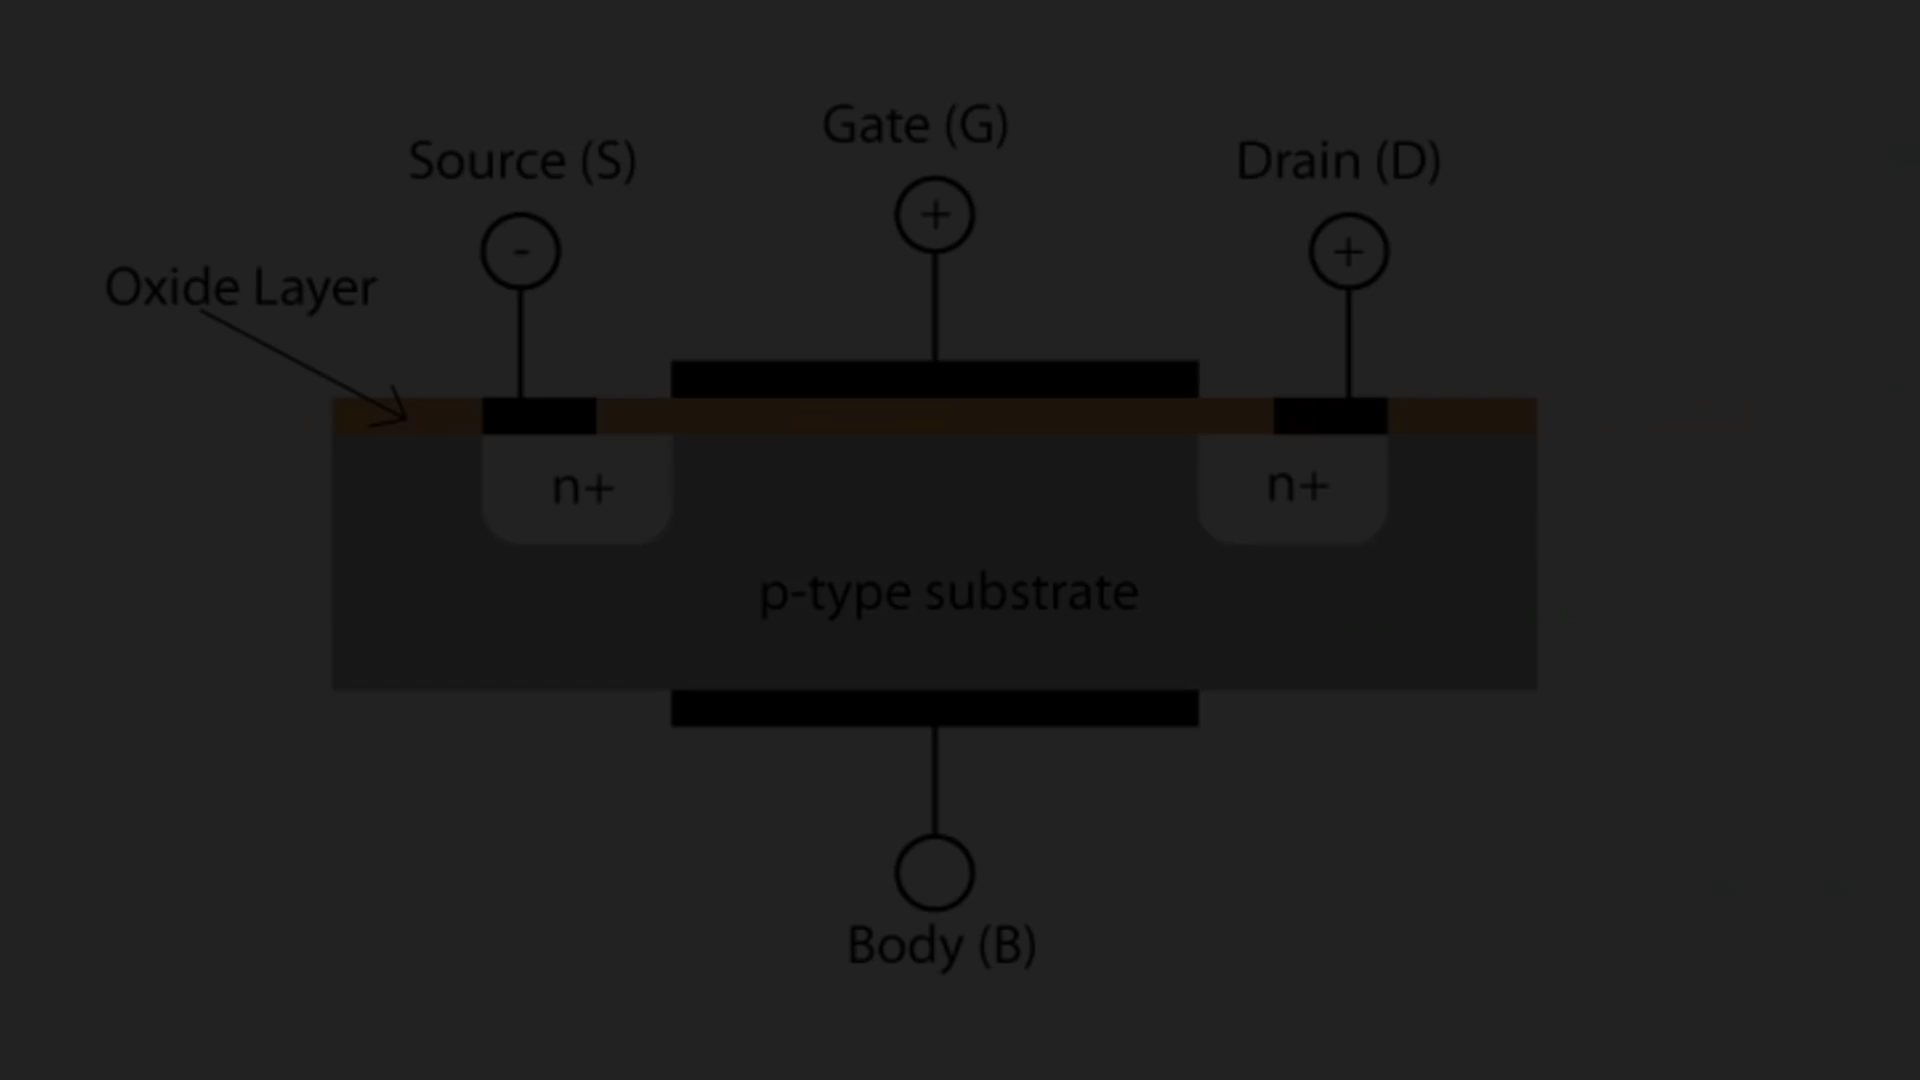 Gate (G)
Source (S)
Drain (D)
+
-
+
Oxide Layer
n+
n+
p-type substrate
Body (B)